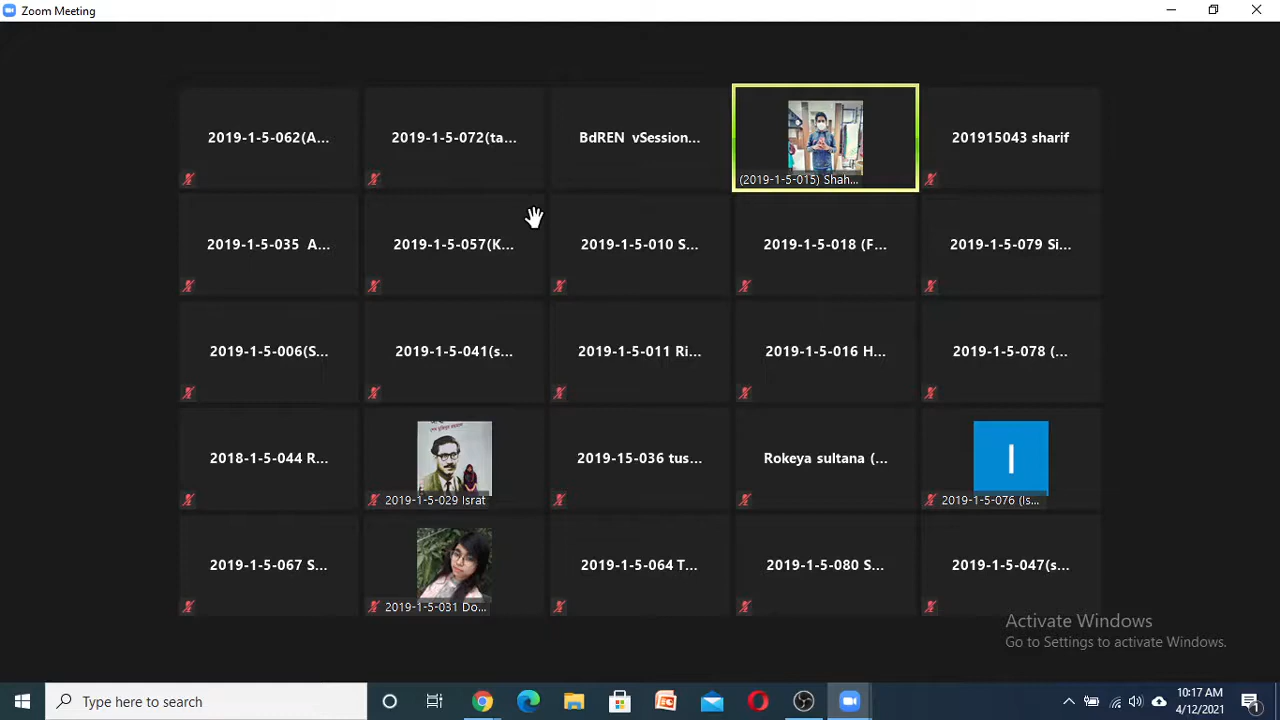 Zoom Meeting
2019-1-5-062(A...
2019-1-5-072(ta...
BdREN vSession...
(2019-1-5-015) Shah...
201915043 sharif
2019-1-5-035 A...
2019-1-5-057(K...
2019-1-5-010 S...
2019-1-5-018 (F...
2019-1-5-079 Si...
2019-1-5-006(S...
2019-1-5-041(s...
2019-1-5-011 Ri...
2019-1-5-016 H...
2019-1-5-078 (...
2018-1-5-044 R...
2019-1-5-029 Israt
2019-15-036 tus...
Rokeya sultana (...
I
2019-1-5-076 (Is...
2019-1-5-067 S...
2019-1-5-031 Do...
2019-1-5-064 T...
2019-1-5-080 S...
2019-1-5-047(s...
Activate Windows
Go to Settings to activate Windows.
Type here to search
10:17 AM
4/12/2021
1